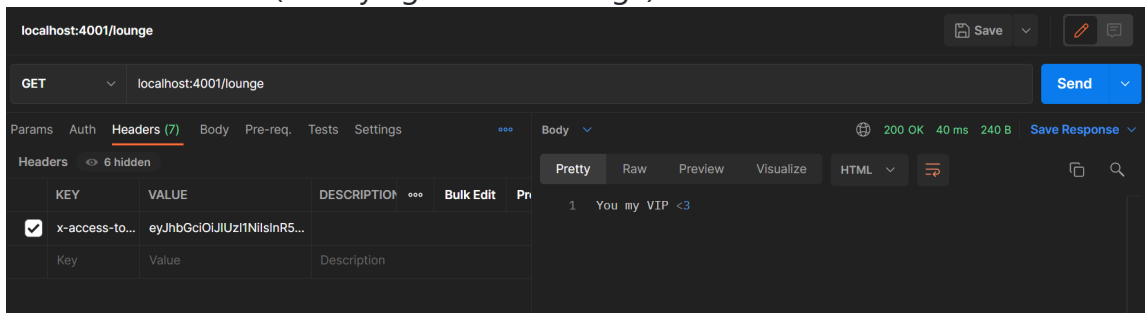 localhost:4001/lounge
Save
GET
localhost:4001/lounge
Send
Params Auth Headers (7) Body Pre-req. Tests Settings
Body
200 OK 40 ms 240 B Save Response
Headers 6 hidden
Pretty Raw Preview Visualize HTML
KEY VALUE DESCRIPTION Bulk Edit Pr
1 You my VIP <3
x-access-to... eyJhbGciOiJIUzI1NiIsInR5...
Key Value Description